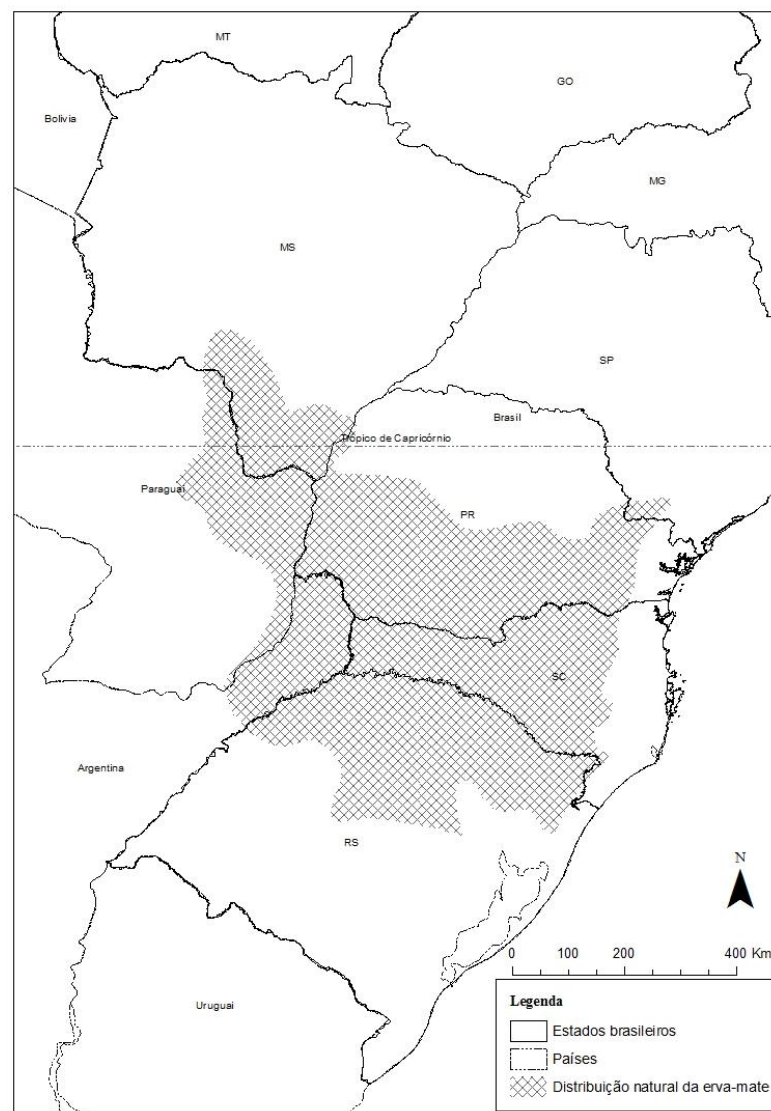 MT
GO
Bolivia
MG
MS
SP
Brasil
Trópico de Capricórnio
Paraguai
PR
SC
Argentina
RS
N
0 100 200 400 Km
Uruguai
Legenda
Estados brasileiros
Países
Distribuição natural da erva-mate